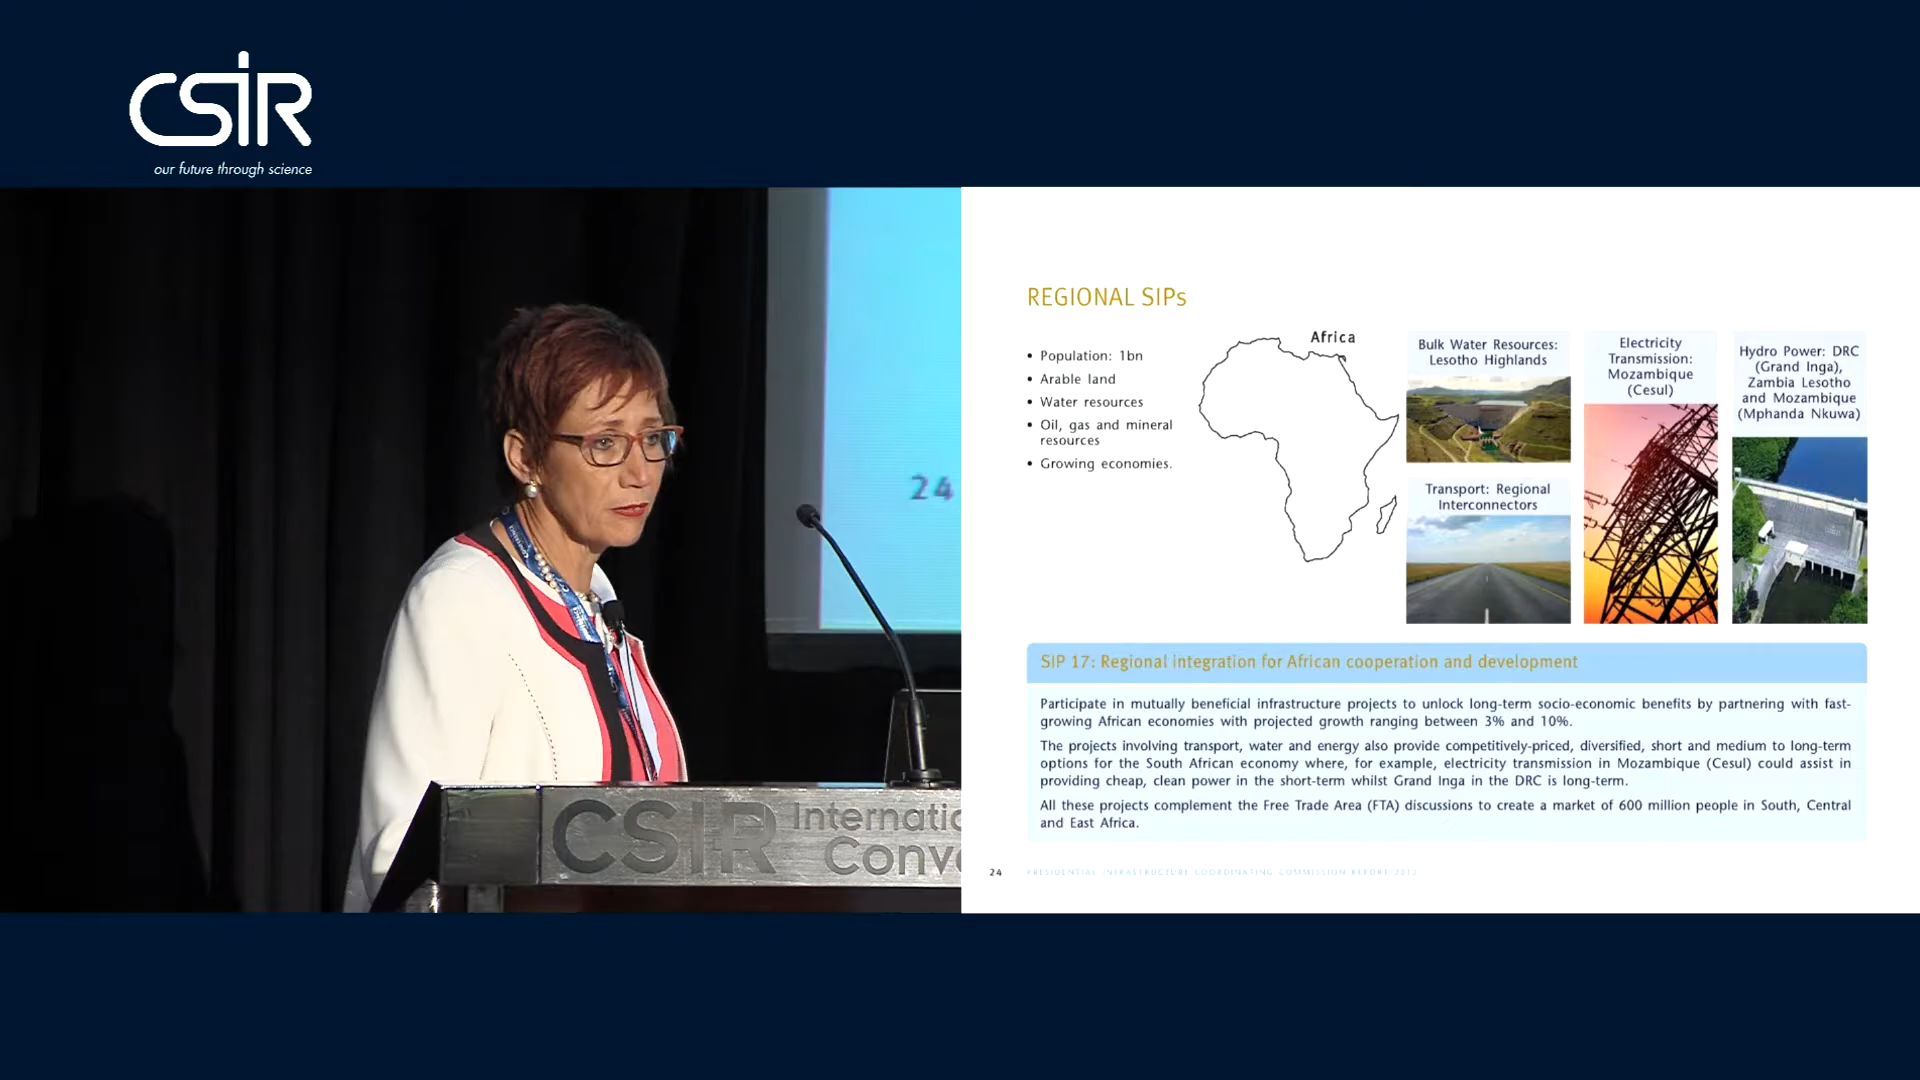 CSIR
our future through science
24
CSIR
Internatio
Conv
REGIONAL SIPs
• Population: 1bn
• Arable land
• Water resources
• Oil, gas and mineral
resources
• Growing economies.
Africa
Bulk Water Resources:
Lesotho Highlands
Transport: Regional
Interconnectors
Electricity
Transmission:
Mozambique
(Cesul)
Hydro Power: DRC
(Grand Inga),
Zambia Lesotho
and Mozambique
(Mphanda Nkuwa)
SIP 17: Regional integration for African cooperation and development
Participate in mutually beneficial infrastructure projects to unlock long-term socio-economic benefits by partnering with fast-
growing African economies with projected growth ranging between 3% and 10%.
The projects involving transport, water and energy also provide competitively-priced, diversified, short and medium to long-term
options for the South African economy where, for example, electricity transmission in Mozambique (Cesul) could assist in
providing cheap, clean power in the short-term whilst Grand Inga in the DRC is long-term.
All these projects complement the Free Trade Area (FTA) discussions to create a market of 600 million people in South, Central
and East Africa.
24 PRESIDENTIAL INFRASTRUCTURE COORDINATING COMMISSION REPORT 2012